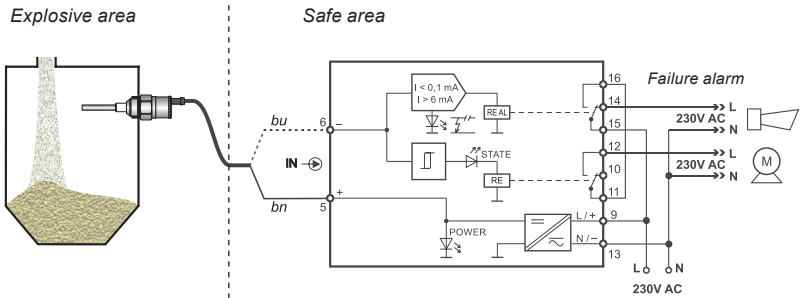 Explosive area
Safe area
Failure alarm
I < 0,1 mA
I > 6 mA
RE AL
bu
6
–
IN
STATE
RE
+
bn
5
POWER
L / +
N / –
16
14
15
12
10
11
9
13
L
230V AC
N
L
230V AC
N
M
L
N
230V AC